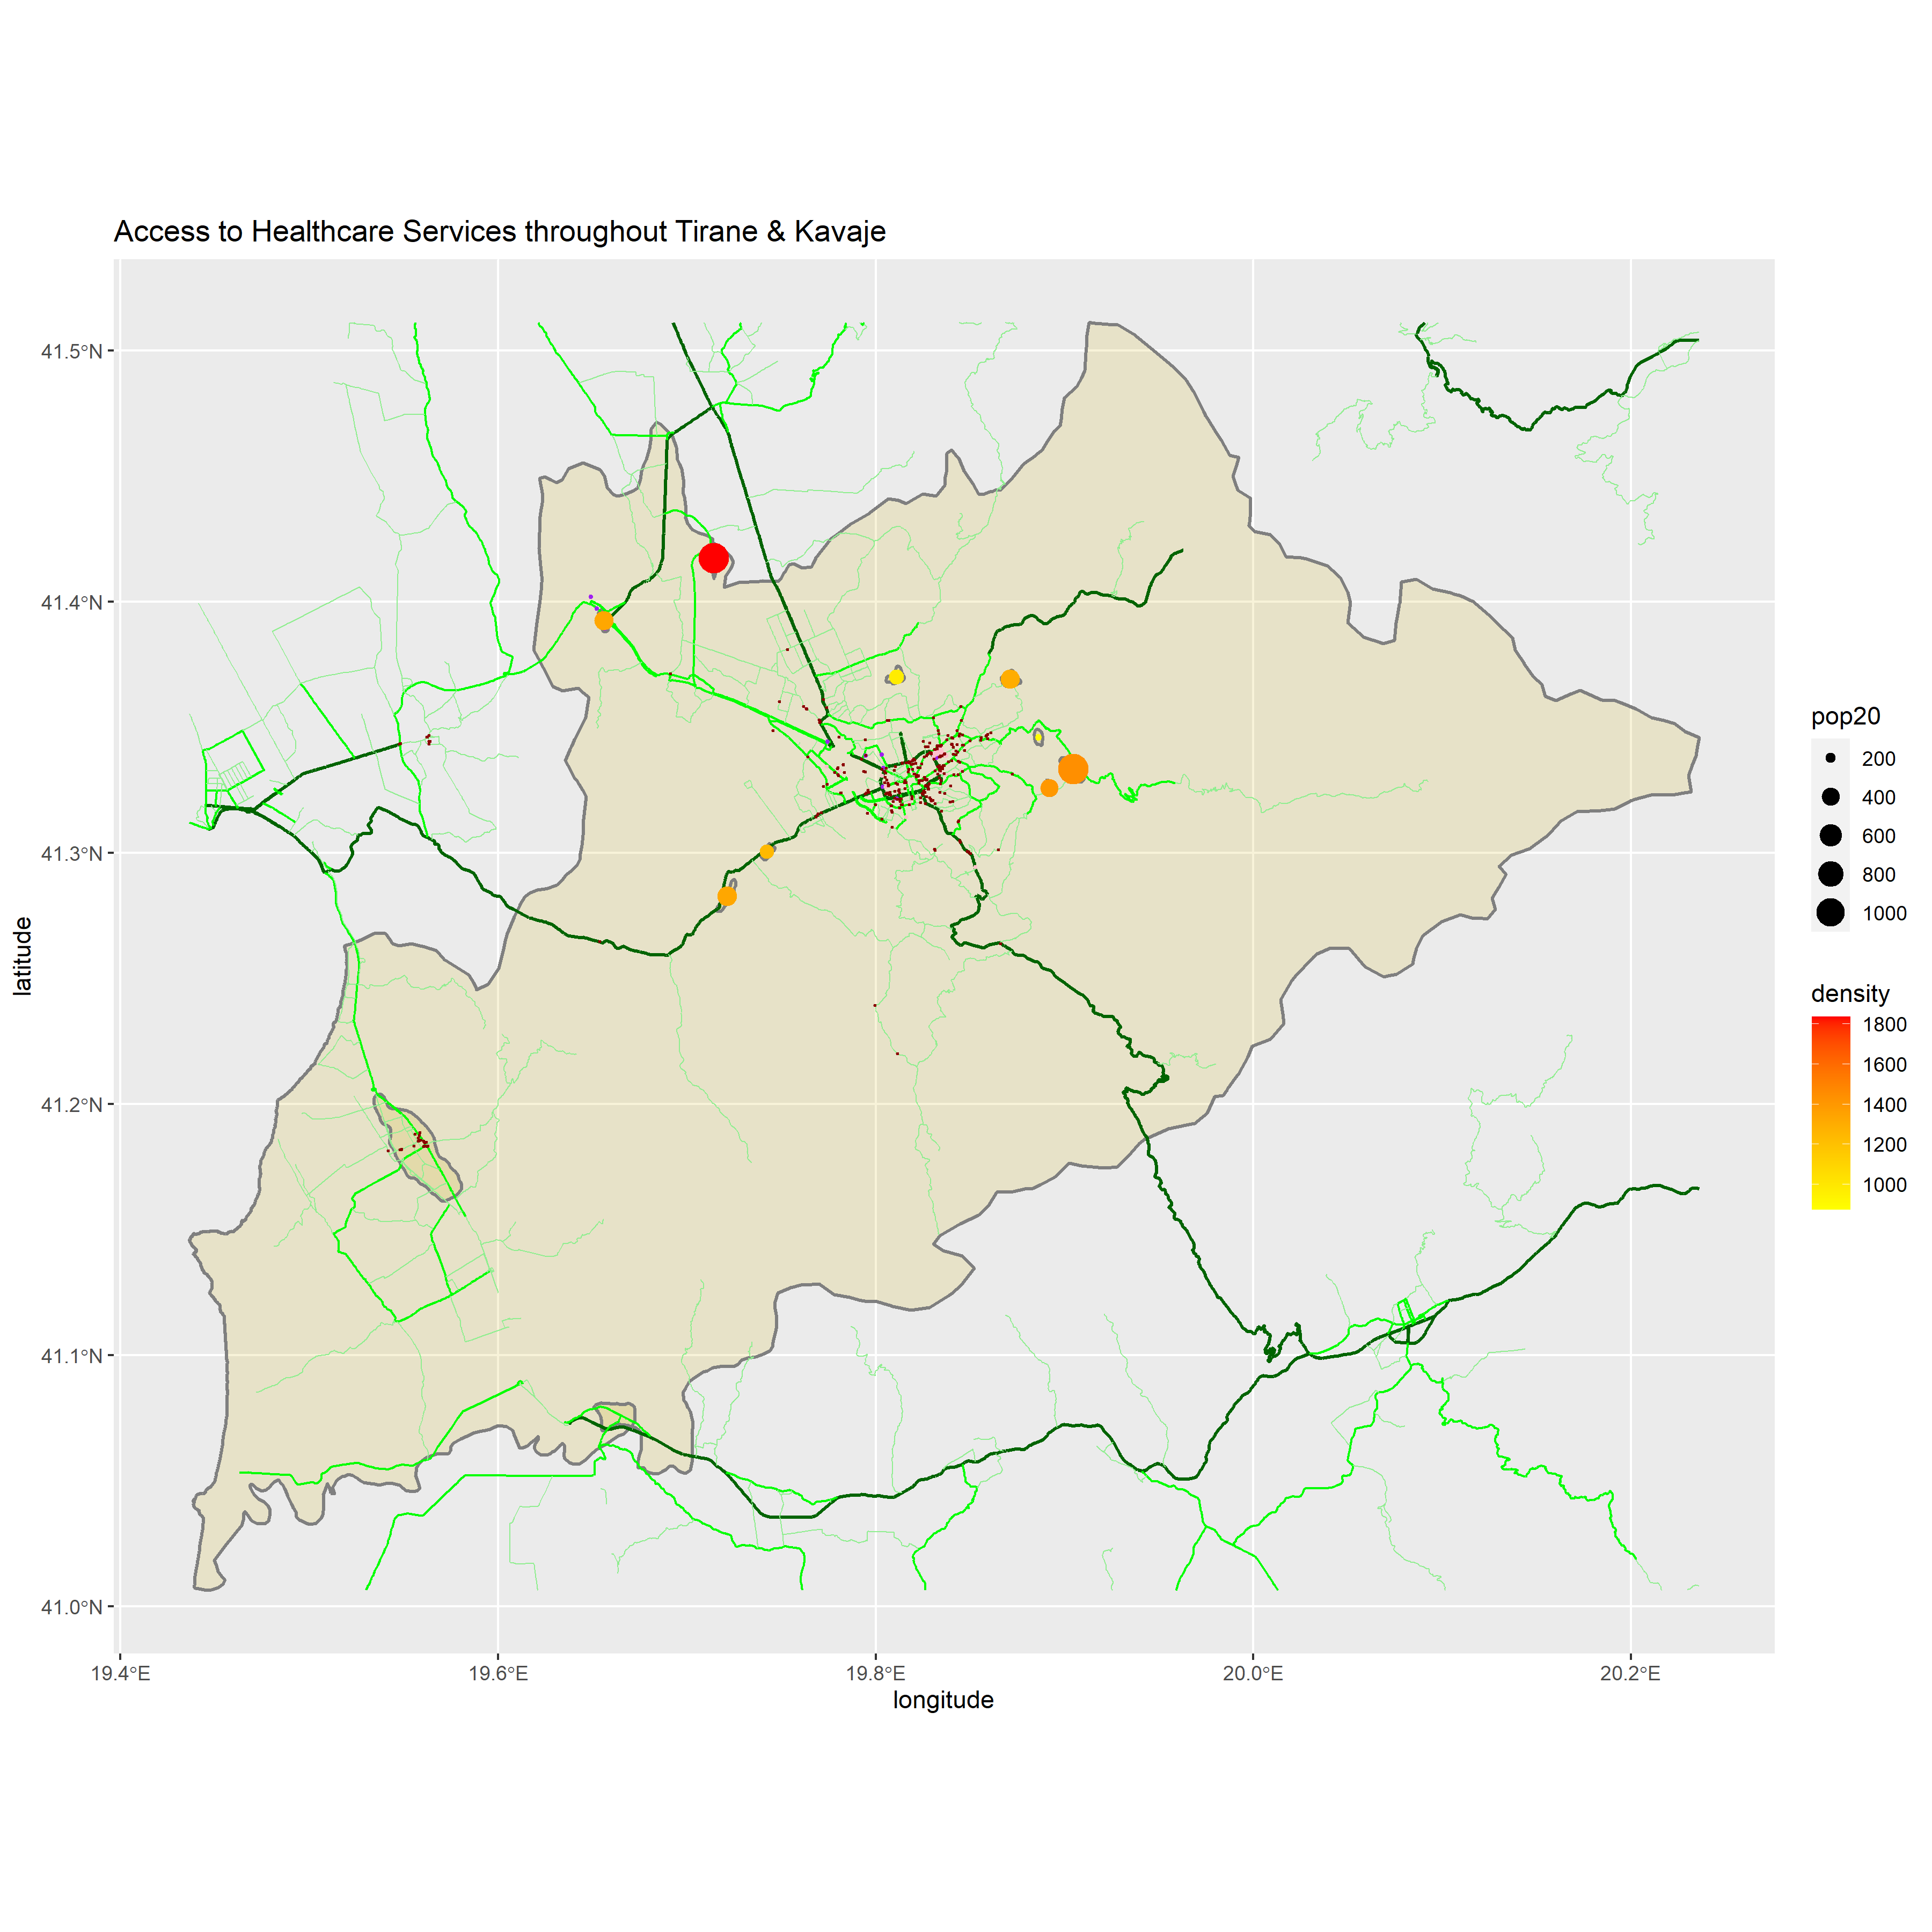 Access to Healthcare Services throughout Tirane & Kavaje
41.5°N
41.4°N
41.3°N
41.2°N
41.1°N
41.0°N
latitude
19.4°E
19.6°E
19.8°E
20.0°E
20.2°E
longitude
pop20
200
400
600
800
1000
density
1800
1600
1400
1200
1000